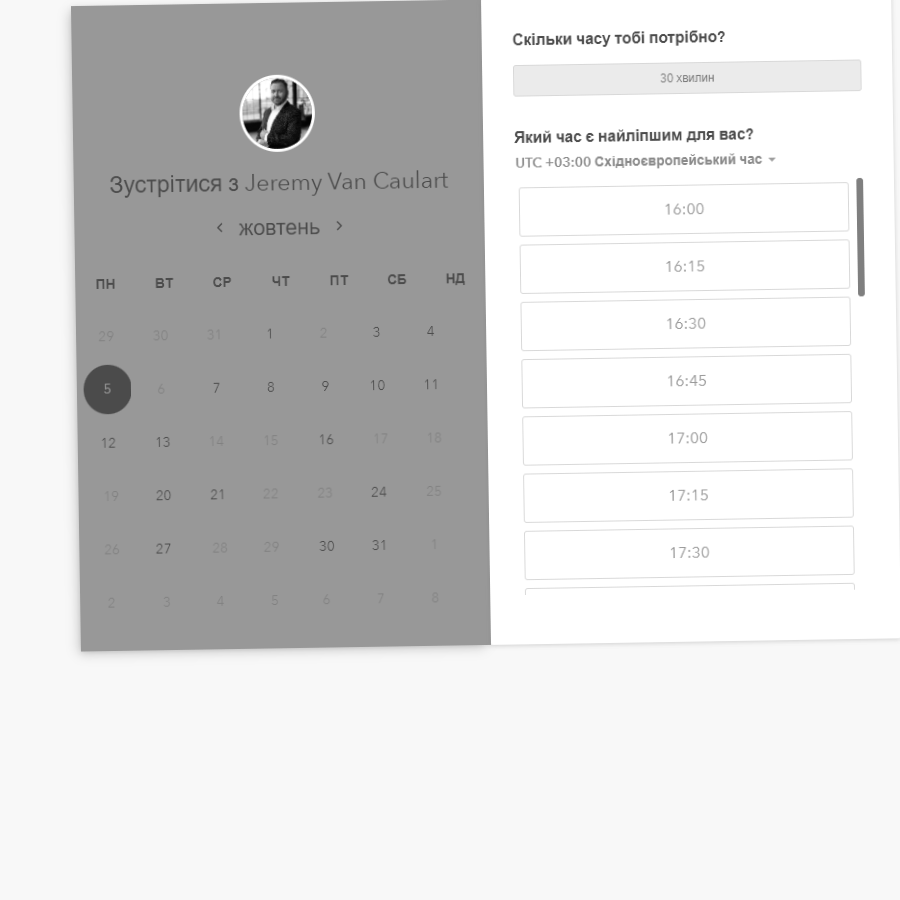 Зустрітися з Jeremy Van Caulart
жовтень
ПН ВТ СР ЧТ ПТ СБ НД
29 30 31 1 2 3 4
5 6 7 8 9 10 11
12 13 14 15 16 17 18
19 20 21 22 23 24 25
26 27 28 29 30 31 1
2 3 4 5 6 7 8
Скільки часу тобі потрібно?
30 хвилин
Який час є найліпшим для вас?
UTC +03:00 Східноєвропейський час
16:00
16:15
16:30
16:45
17:00
17:15
17:30